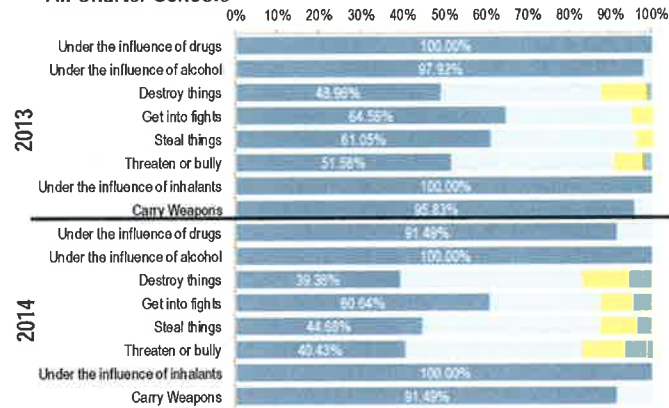 All Charter Schools
0% 10% 20% 30% 40% 50% 60% 70% 80% 90% 100%
2013
Under the influence of drugs 100.00%
Under the influence of alcohol 97.92%
Destroy things 48.96%
Get into fights 64.58%
Steal things 61.05%
Threaten or bully 51.58%
Under the influence of inhalants 100.00%
Carry Weapons 95.83%
2014
Under the influence of drugs 91.49%
Under the influence of alcohol 100.00%
Destroy things 39.36%
Get into fights 60.64%
Steal things 44.68%
Threaten or bully 40.43%
Under the influence of inhalants 100.00%
Carry Weapons 91.49%